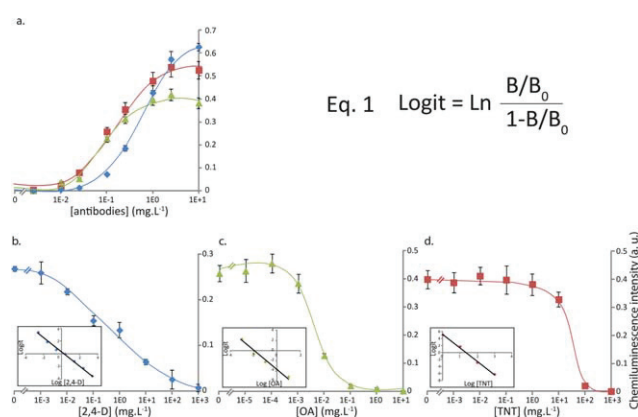 a.
0.7
0.6
0.5
0.4
0.3
0.2
0.1
0
0 1E-2 1E-1 1E0 1E+1
[antibodies] (mg.L-1)
Eq. 1 Logit = Ln B/B0
1-B/B0
b.
0.3
0.2
0.1
0
Logit
Log [2,4-D]
0 1E-3 1E-2 1E-1 1E0 1E+1 1E+2 1E+3
[2,4-D] (mg.L-1)
c.
0.3
0.2
0.1
0
Logit
Log [OA]
0 1E-5 1E-4 1E-3 1E-2 1E-1 1E0 1E+1
[OA] (mg.L-1)
d.
0.5
0.4
0.3
0.2
0.1
0
Chemiluminescence intensity (a. u.)
Logit
Log [TNT]
0 1E-3 1E-2 1E-1 1E0 1E+1 1E+2 1E+3
[TNT] (mg.L-1)